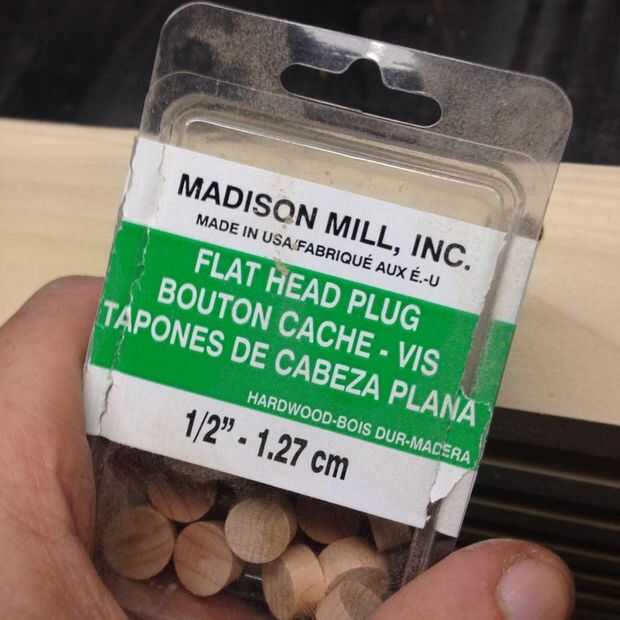 MADISON MILL, INC.
MADE IN USA/FABRIQUÉ AUX É.-U
FLAT HEAD PLUG
BOUTON CACHE - VIS
TAPONES DE CABEZA PLANA
HARDWOOD-BOIS DUR-MADERA
1/2” - 1.27 cm